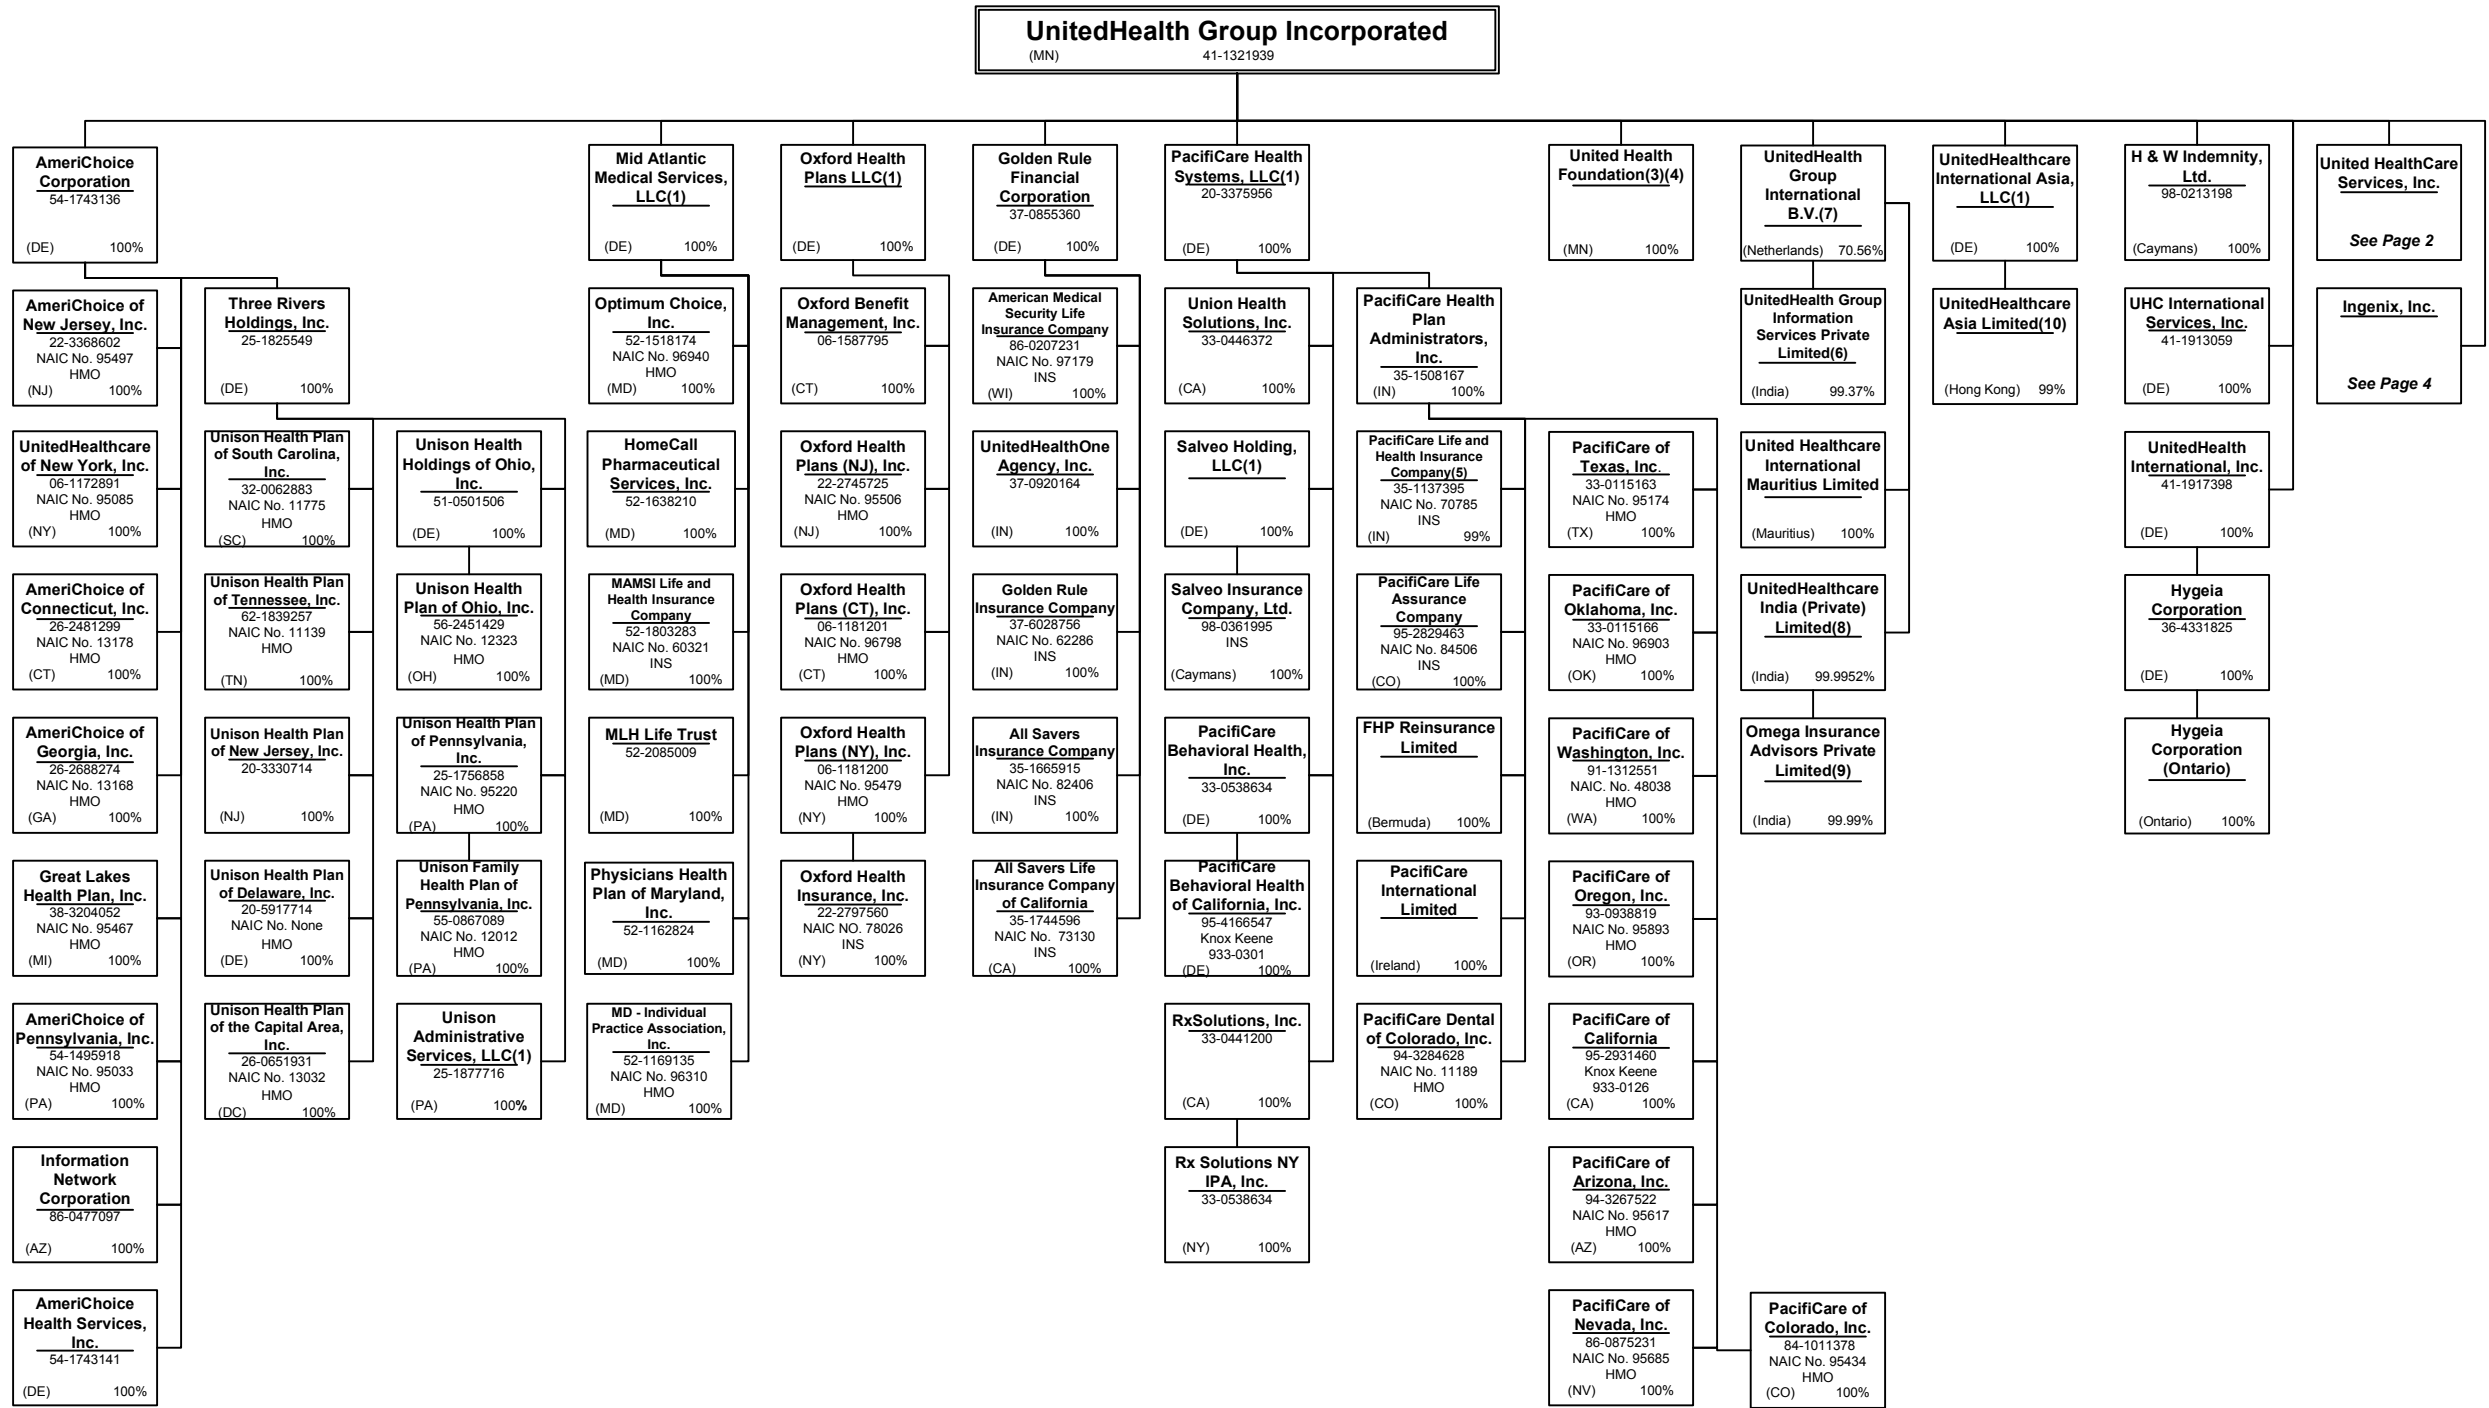 UnitedHealth Group Incorporated
(MN) 41-1321939
AmeriChoice
Corporation
54-1743136
(DE) 100%
Mid Atlantic
Medical Services,
LLC(1)
(DE) 100%
Oxford Health
Plans LLC(1)
(DE) 100%
Golden Rule
Financial
Corporation
37-0855360
(DE) 100%
PacifiCare Health
Systems, LLC(1)
20-3375956
(DE) 100%
United Health
Foundation(3)(4)
(MN) 100%
UnitedHealth
Group
International
B.V.(7)
(Netherlands) 70.56%
UnitedHealthcare
International Asia,
LLC(1)
(DE) 100%
H & W Indemnity,
Ltd.
98-0213198
(Caymans) 100%
United HealthCare
Services, Inc.
See Page 2
AmeriChoice of
New Jersey, Inc.
22-3368602
NAIC No. 95497
HMO
(NJ) 100%
Three Rivers
Holdings, Inc.
25-1825549
(DE) 100%
Optimum Choice,
Inc.
52-1518174
NAIC No. 96940
HMO
(MD) 100%
Oxford Benefit
Management, Inc.
06-1587795
(CT) 100%
American Medical
Security Life
Insurance Company
86-0207231
NAIC No. 97179
INS
(WI) 100%
Union Health
Solutions, Inc.
33-0446372
(CA) 100%
PacifiCare Health
Plan
Administrators,
Inc.
35-1508167
(IN) 100%
UnitedHealth Group
Information
Services Private
Limited(6)
(India) 99.37%
UnitedHealthcare
Asia Limited(10)
(Hong Kong) 99%
UHC International
Services, Inc.
41-1913059
(DE) 100%
Ingenix, Inc.
See Page 4
UnitedHealthcare
of New York, Inc.
06-1172891
NAIC No. 95085
HMO
(NY) 100%
Unison Health Plan
of South Carolina,
Inc.
32-0062883
NAIC No. 11775
HMO
(SC) 100%
Unison Health
Holdings of Ohio,
Inc.
51-0501506
(DE) 100%
HomeCall
Pharmaceutical
Services, Inc.
52-1638210
(MD) 100%
Oxford Health
Plans (NJ), Inc.
22-2745725
NAIC No. 95506
HMO
(NJ) 100%
UnitedHealthOne
Agency, Inc.
37-0920164
(IN) 100%
Salveo Holding,
LLC(1)
(DE) 100%
PacifiCare Life and
Health Insurance
Company(5)
35-1137395
NAIC No. 70785
INS
(IN) 99%
PacifiCare of
Texas, Inc.
33-0115163
NAIC No. 95174
HMO
(TX) 100%
United Healthcare
International
Mauritius Limited
(Mauritius) 100%
UnitedHealth
International, Inc.
41-1917398
(DE) 100%
AmeriChoice of
Connecticut, Inc.
26-2481299
NAIC No. 13178
HMO
(CT) 100%
Unison Health Plan
of Tennessee, Inc.
62-1839257
NAIC No. 11139
HMO
(TN) 100%
Unison Health
Plan of Ohio, Inc.
56-2451429
NAIC No. 12323
HMO
(OH) 100%
MAMSI Life and
Health Insurance
Company
52-1803283
NAIC No. 60321
INS
(MD) 100%
Oxford Health
Plans (CT), Inc.
06-1181201
NAIC No. 96798
HMO
(CT) 100%
Golden Rule
Insurance Company
37-6028756
NAIC No. 62286
INS
(IN) 100%
Salveo Insurance
Company, Ltd.
98-0361995
INS
(Caymans) 100%
PacifiCare Life
Assurance
Company
95-2829463
NAIC No. 84506
INS
(CO) 100%
PacifiCare of
Oklahoma, Inc.
33-0115166
NAIC No. 96903
HMO
(OK) 100%
UnitedHealthcare
India (Private)
Limited(8)
(India) 99.9952%
Hygeia
Corporation
36-4331825
(DE) 100%
AmeriChoice of
Georgia, Inc.
26-2688274
NAIC No. 13168
HMO
(GA) 100%
Unison Health Plan
of New Jersey, Inc.
20-3330714
(NJ) 100%
Unison Health Plan
of Pennsylvania,
Inc.
25-1756858
NAIC No. 95220
HMO
(PA) 100%
MLH Life Trust
52-2085009
(MD) 100%
Oxford Health
Plans (NY), Inc.
06-1181200
NAIC No. 95479
HMO
(NY) 100%
All Savers
Insurance Company
35-1665915
NAIC No. 82406
INS
(IN) 100%
PacifiCare
Behavioral Health,
Inc.
33-0538634
(DE) 100%
FHP Reinsurance
Limited
(Bermuda) 100%
PacifiCare of
Washington, Inc.
91-1312551
NAIC. No. 48038
HMO
(WA) 100%
Omega Insurance
Advisors Private
Limited(9)
(India) 99.99%
Hygeia
Corporation
(Ontario)
(Ontario) 100%
Great Lakes
Health Plan, Inc.
38-3204052
NAIC No. 95467
HMO
(MI) 100%
Unison Health Plan
of Delaware, Inc.
20-5917714
NAIC No. None
HMO
(DE) 100%
Unison Family
Health Plan of
Pennsylvania, Inc.
55-0867089
NAIC No. 12012
HMO
(PA) 100%
Physicians Health
Plan of Maryland,
Inc.
52-1162824
(MD) 100%
Oxford Health
Insurance, Inc.
22-2797560
NAIC NO. 78026
INS
(NY) 100%
All Savers Life
Insurance Company
of California
35-1744596
NAIC No. 73130
INS
(CA) 100%
PacifiCare
Behavioral Health
of California, Inc.
95-4166547
Knox Keene
933-0301
(DE) 100%
PacifiCare
International
Limited
(Ireland) 100%
PacifiCare of
Oregon, Inc.
93-0938819
NAIC No. 95893
HMO
(OR) 100%
AmeriChoice of
Pennsylvania, Inc.
54-1495918
NAIC No. 95033
HMO
(PA) 100%
Unison Health Plan
of the Capital Area,
Inc.
26-0651931
NAIC No. 13032
HMO
(DC) 100%
Unison
Administrative
Services, LLC(1)
25-1877716
(PA) 100%
MD - Individual
Practice Association,
Inc.
52-1169135
NAIC No. 96310
HMO
(MD) 100%
RxSolutions, Inc.
33-0441200
(CA) 100%
PacifiCare Dental
of Colorado, Inc.
94-3284628
NAIC No. 11189
HMO
(CO) 100%
PacifiCare of
California
95-2931460
Knox Keene
933-0126
(CA) 100%
Information
Network
Corporation
86-0477097
(AZ) 100%
Rx Solutions NY
IPA, Inc.
33-0538634
(NY) 100%
PacifiCare of
Arizona, Inc.
94-3267522
NAIC No. 95617
HMO
(AZ) 100%
AmeriChoice
Health Services,
Inc.
54-1743141
(DE) 100%
PacifiCare of
Nevada, Inc.
86-0875231
NAIC No. 95685
HMO
(NV) 100%
PacifiCare of
Colorado, Inc.
84-1011378
NAIC No. 95434
HMO
(CO) 100%